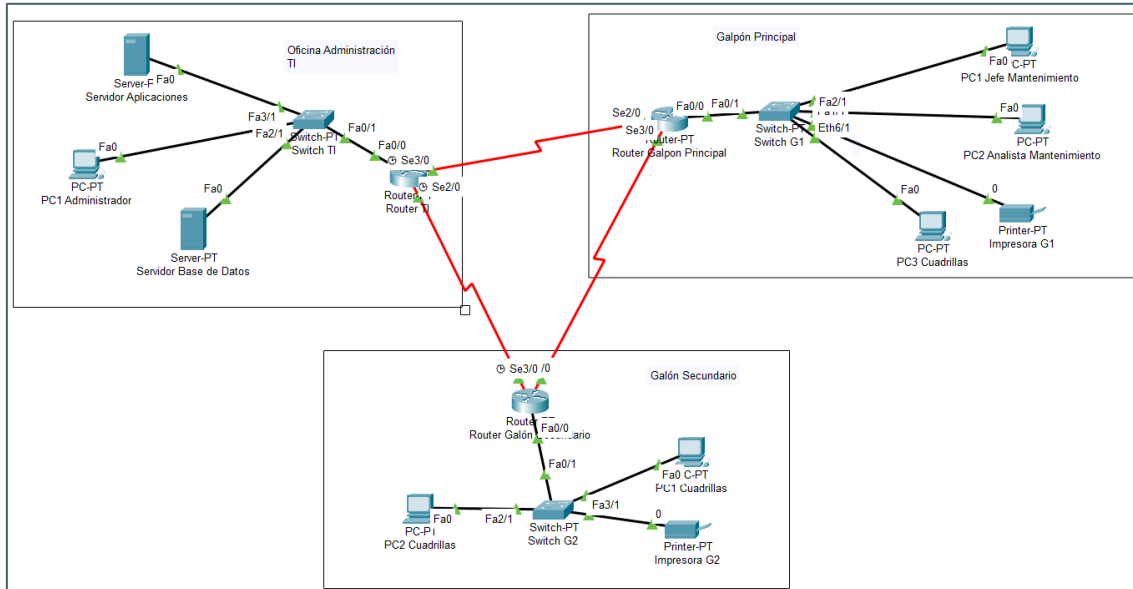 Oficina Administración
TI
Fa0
Servidor Aplicaciones
Fa3/1
Fa2/1
Fa0/1
Switch TI
Fa0
Fa0/0
Se3/0
Se2/0
PC-PT
PC1 Administrador
Router TI
Fa0
Server-PT
Servidor Base de Datos
Galpón Principal
Fa0
C-PT
PC1 Jefe Mantenimiento
Se2/0
Fa0/0
Fa0/1
Fa2/1
Se3/0
Eth6/1
Fa0
Router Galpon Principal
Switch-PT
Switch G1
PC-PT
PC2 Analista Mantenimiento
Fa0
0
Printer-PT
Impresora G1
PC-PT
PC3 Cuadrillas
Galón Secundario
Se3/0
/0
Router
Fa0/0
Router Galón
Fa0/1
Fa0
C-PT
PC1 Cuadrillas
Fa0
Fa2/1
Fa3/1
0
PC2 Cuadrillas
Switch-PT
Switch G2
Printer-PT
Impresora G2